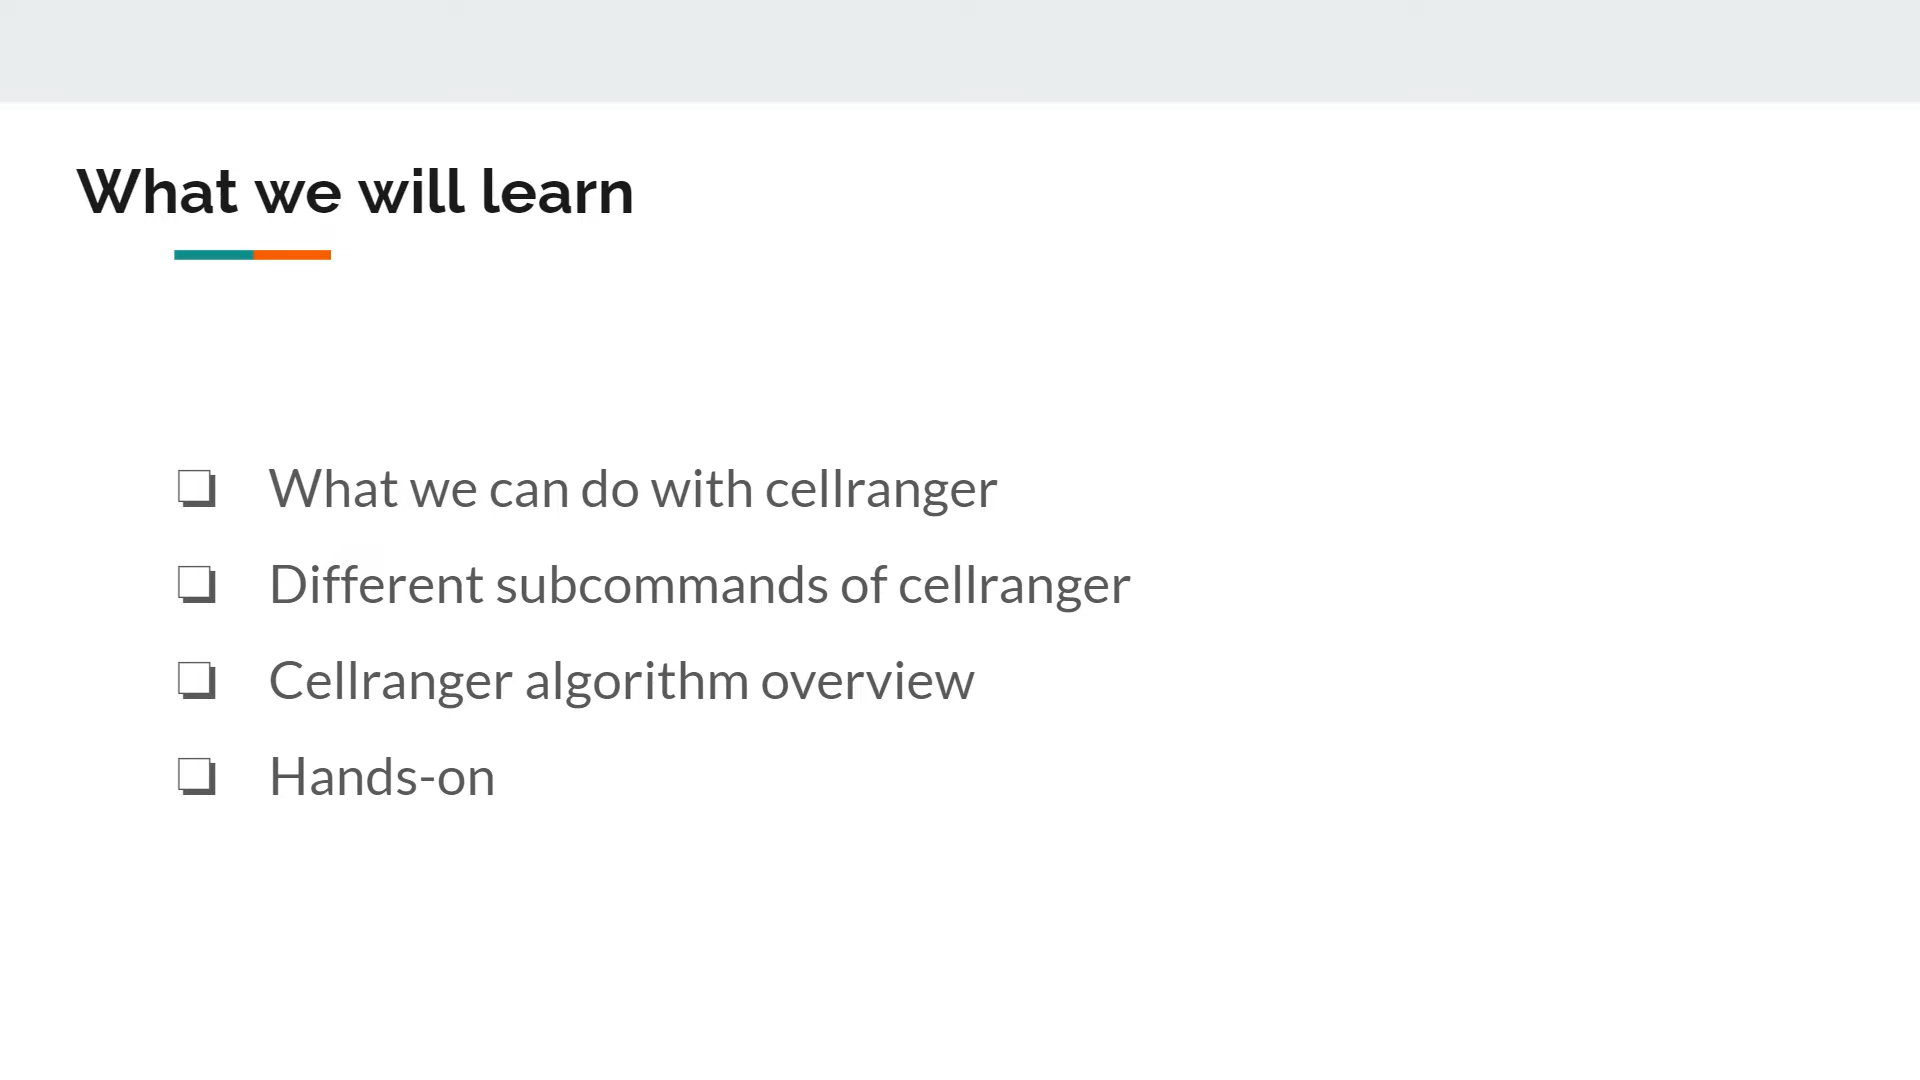 What we will learn
❏ What we can do with cellranger
❏ Different subcommands of cellranger
❏ Cellranger algorithm overview
❏ Hands-on